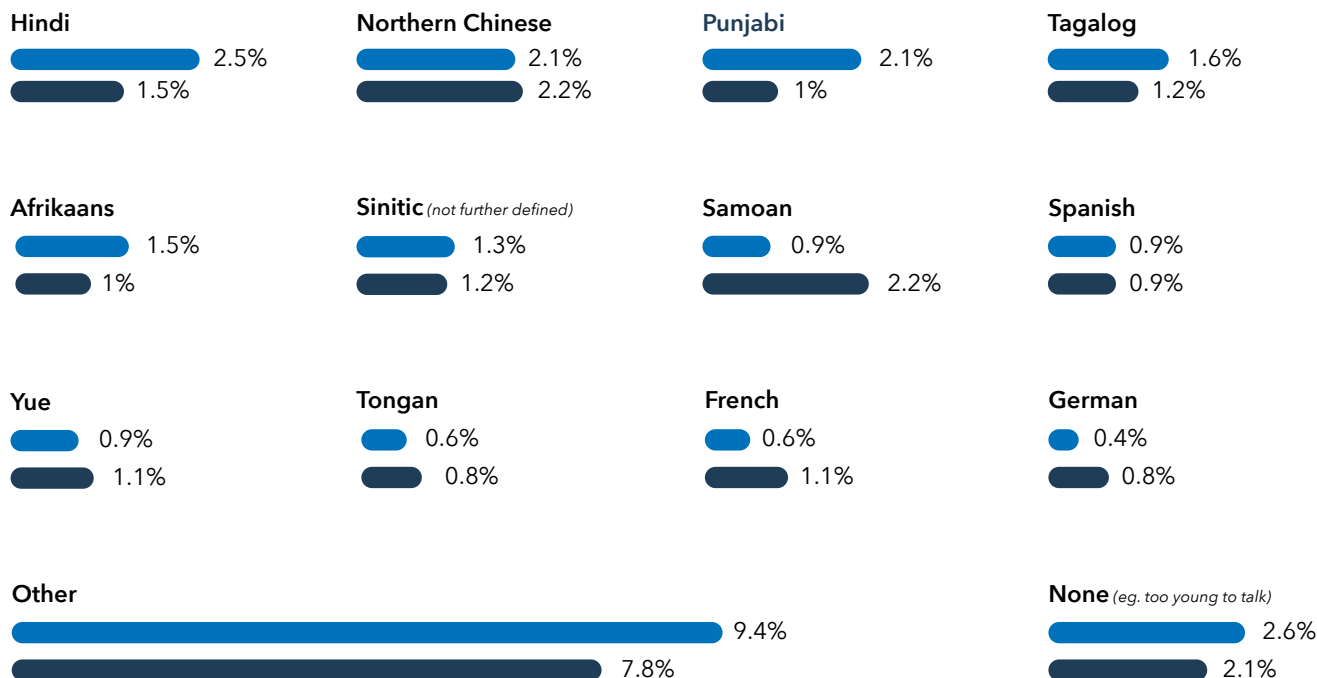 Hindi
2.5%
1.5%
Northern Chinese
2.1%
2.2%
Punjabi
2.1%
1%
Tagalog
1.6%
1.2%
Afrikaans
1.5%
1%
Sinitic (not further defined)
1.3%
1.2%
Samoan
0.9%
2.2%
Spanish
0.9%
0.9%
Yue
0.9%
1.1%
Tongan
0.6%
0.8%
French
0.6%
1.1%
German
0.4%
0.8%
Other
9.4%
7.8%
None (eg. too young to talk)
2.6%
2.1%